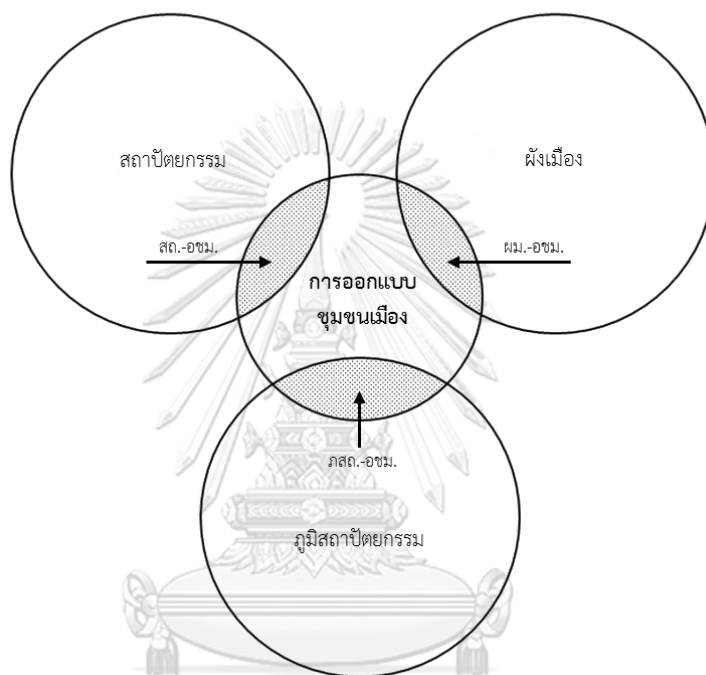 สถาปัตยกรรม
ผังเมือง
สถ.-อชม.
ผม.-อชม.
การออกแบบ
ชุมชนเมือง
ภสถ.-อชม.
ภูมิสถาปัตยกรรม